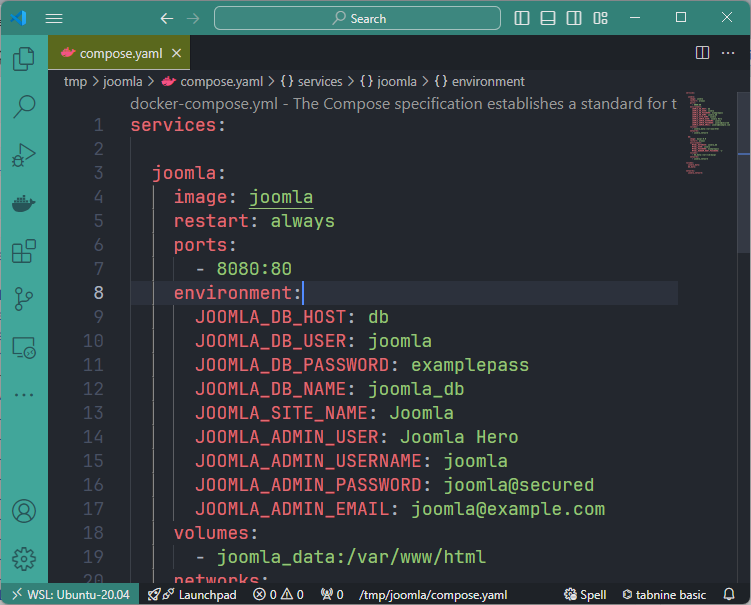 Search
compose.yaml
tmp > joomla > compose.yaml > {} services > {} joomla > {} environment
docker-compose.yml - The Compose specification establishes a standard for t
1 services:
2
3 joomla:
4 image: joomla
5 restart: always
6 ports:
7 - 8080:80
8 environment:
9 JOOMLA_DB_HOST: db
10 JOOMLA_DB_USER: joomla
11 JOOMLA_DB_PASSWORD: examplepass
12 JOOMLA_DB_NAME: joomla_db
13 JOOMLA_SITE_NAME: Joomla
14 JOOMLA_ADMIN_USER: Joomla Hero
15 JOOMLA_ADMIN_USERNAME: joomla
16 JOOMLA_ADMIN_PASSWORD: joomla@secured
17 JOOMLA_ADMIN_EMAIL: joomla@example.com
18 volumes:
19 - joomla_data:/var/www/html
20 networks:
WSL: Ubuntu-20.04 Launchpad 0 0 0 /tmp/joomla/compose.yaml Spell tabnine basic